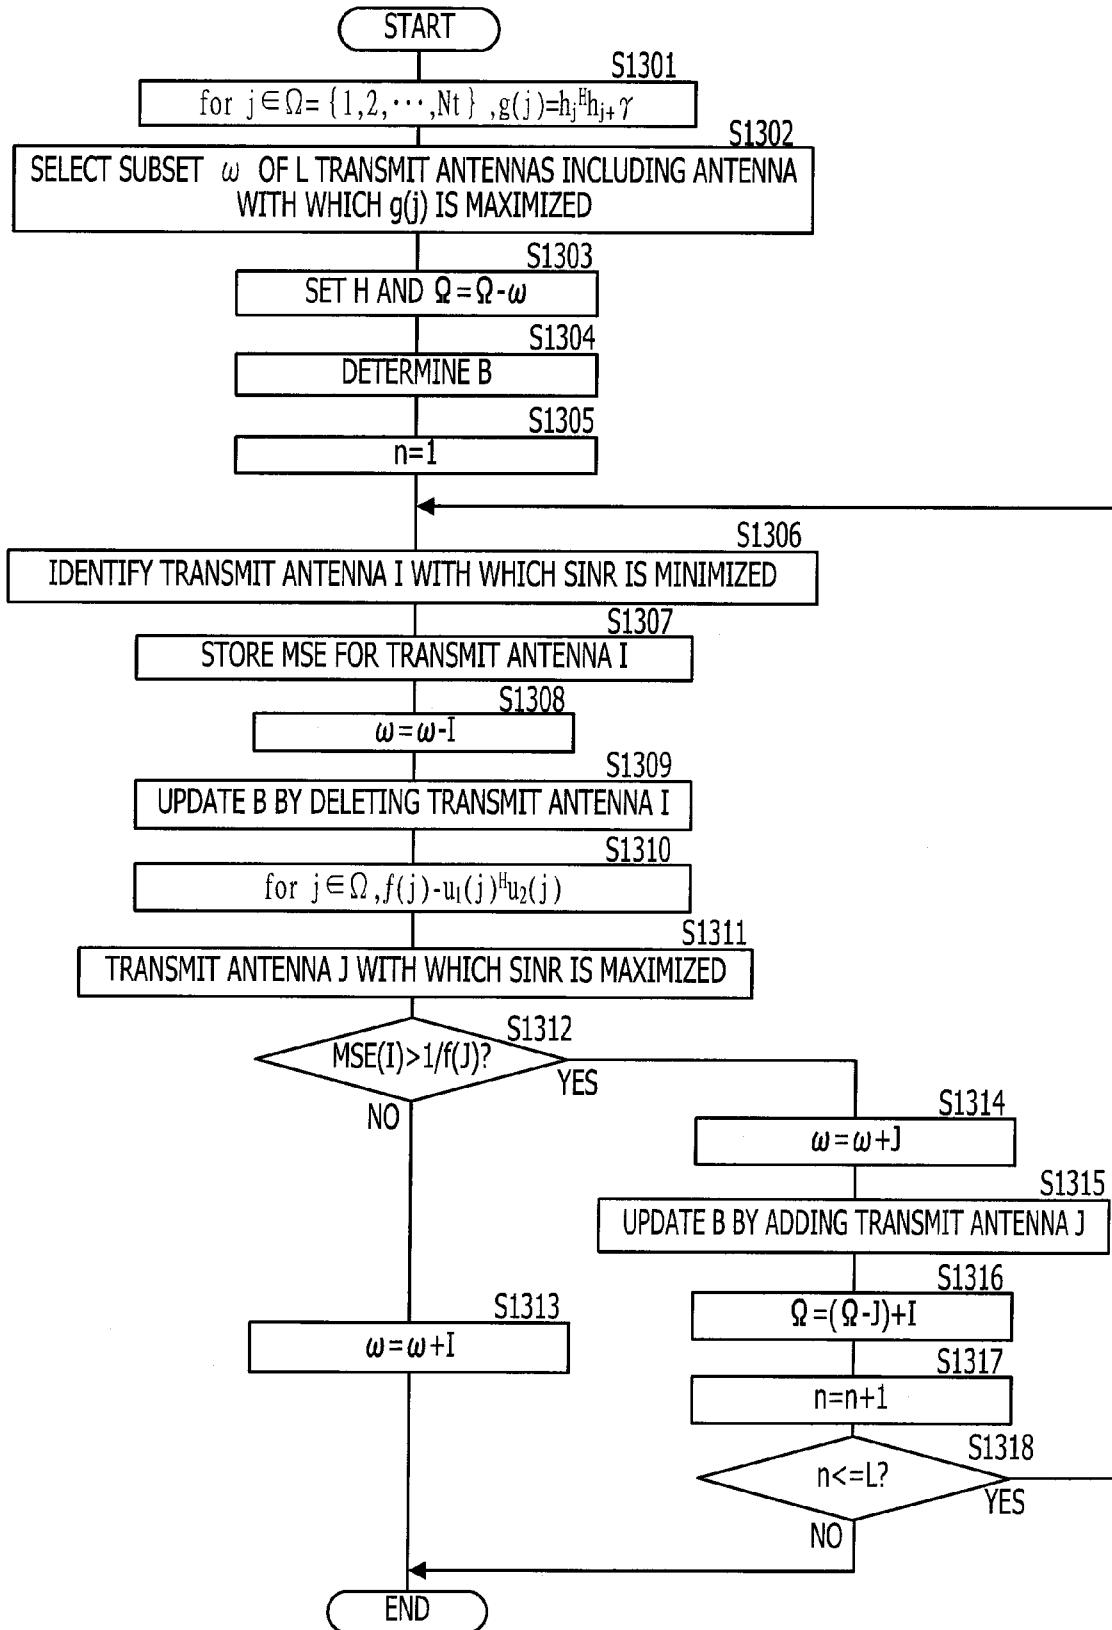 START
S1301
for j∈Ω={1,2,⋯,Nt} ,g(j)=h_j^H h_{j+} γ
S1302
SELECT SUBSET ω OF L TRANSMIT ANTENNAS INCLUDING ANTENNA
WITH WHICH g(j) IS MAXIMIZED
S1303
SET H AND Ω=Ω-ω
S1304
DETERMINE B
S1305
n=1
S1306
IDENTIFY TRANSMIT ANTENNA I WITH WHICH SINR IS MINIMIZED
S1307
STORE MSE FOR TRANSMIT ANTENNA I
S1308
ω=ω-I
S1309
UPDATE B BY DELETING TRANSMIT ANTENNA I
S1310
for j∈Ω,f(j)-u_1(j)^H u_2(j)
S1311
TRANSMIT ANTENNA J WITH WHICH SINR IS MAXIMIZED
S1312
MSE(I)>1/f(J)?
YES
NO
S1314
ω=ω+J
S1315
UPDATE B BY ADDING TRANSMIT ANTENNA J
S1316
Ω=(Ω-J)+I
S1313
ω=ω+I
S1317
n=n+1
S1318
n<=L?
YES
NO
END